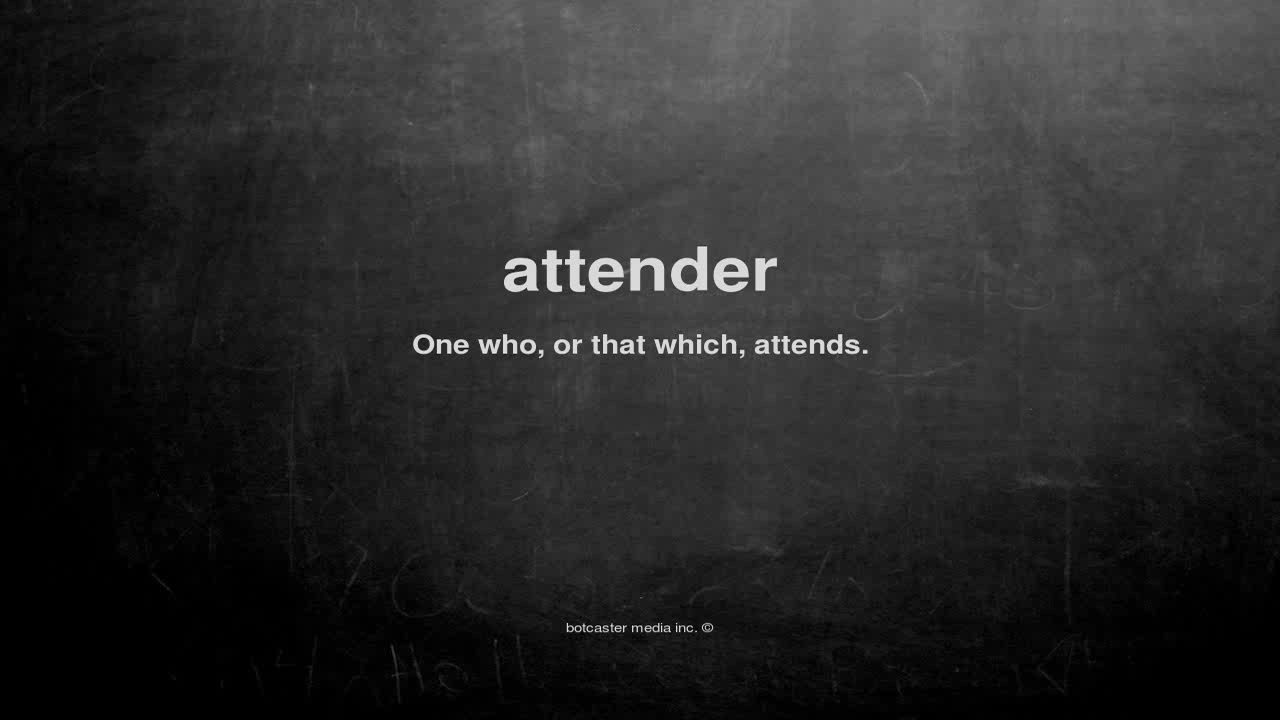 attender
One who, or that which, attends.
botcaster media inc. ©